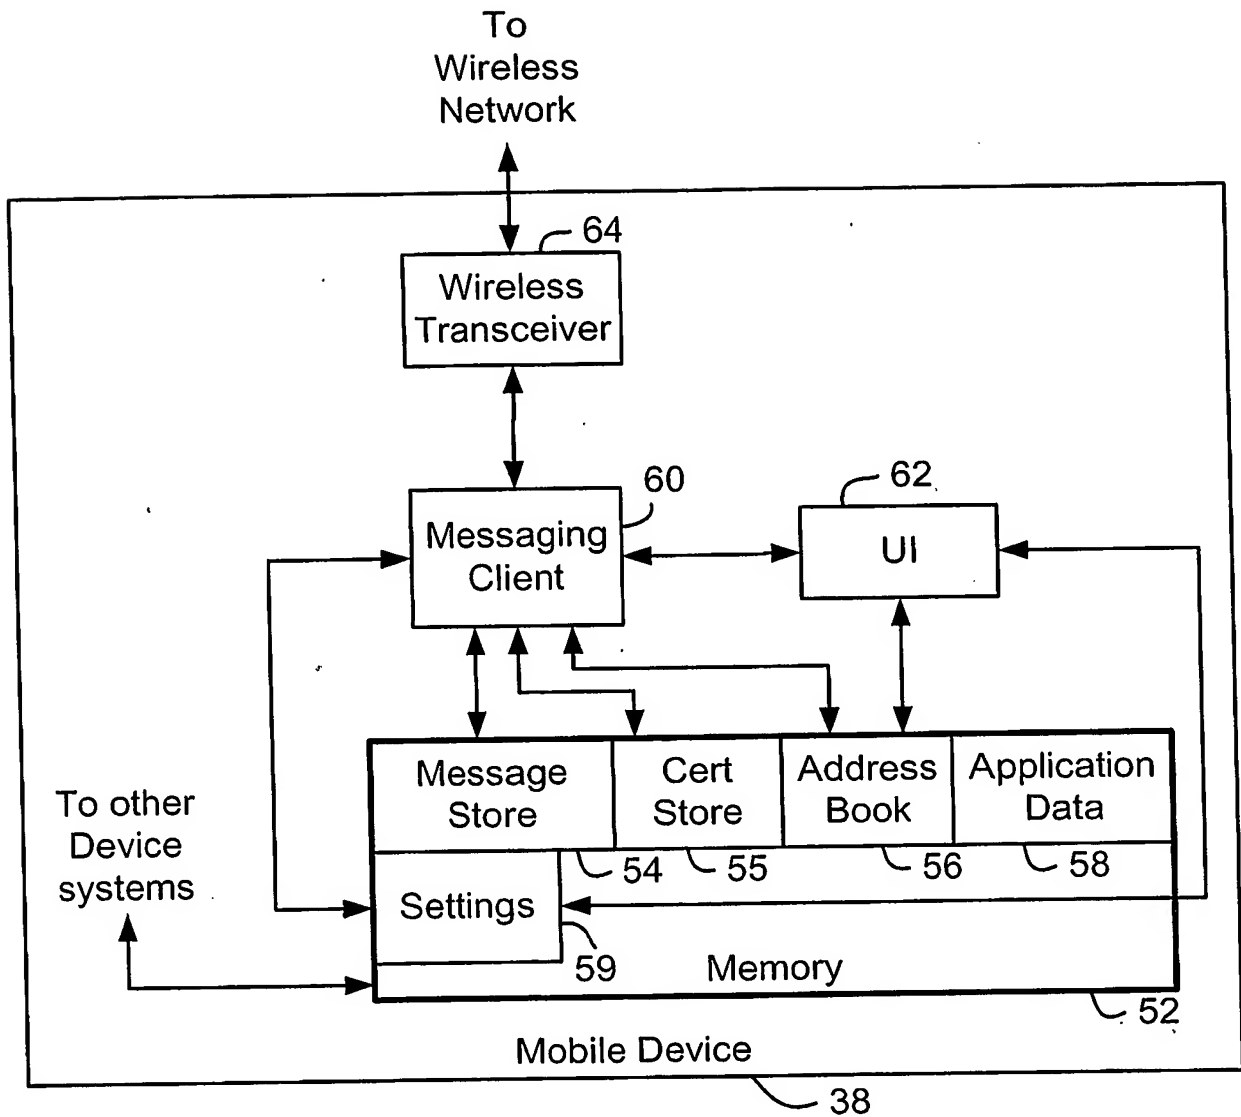 To
Wireless
Network
64
Wireless
Transceiver
60
Messaging
Client
62
UI
Message
Store
Cert
Store
Address
Book
Application
Data
54
55
56
58
To other
Device
systems
Settings
59
Memory
52
Mobile Device
38